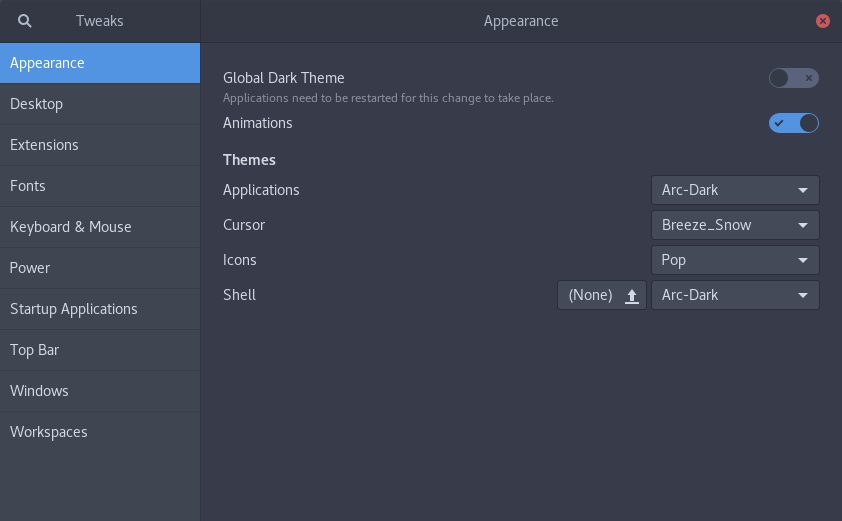 Tweaks
Appearance
Appearance
Desktop
Extensions
Fonts
Keyboard & Mouse
Power
Startup Applications
Top Bar
Windows
Workspaces
Global Dark Theme
Applications need to be restarted for this change to take place.
Animations
Themes
Applications Arc-Dark
Cursor Breeze_Snow
Icons Pop
Shell (None) Arc-Dark